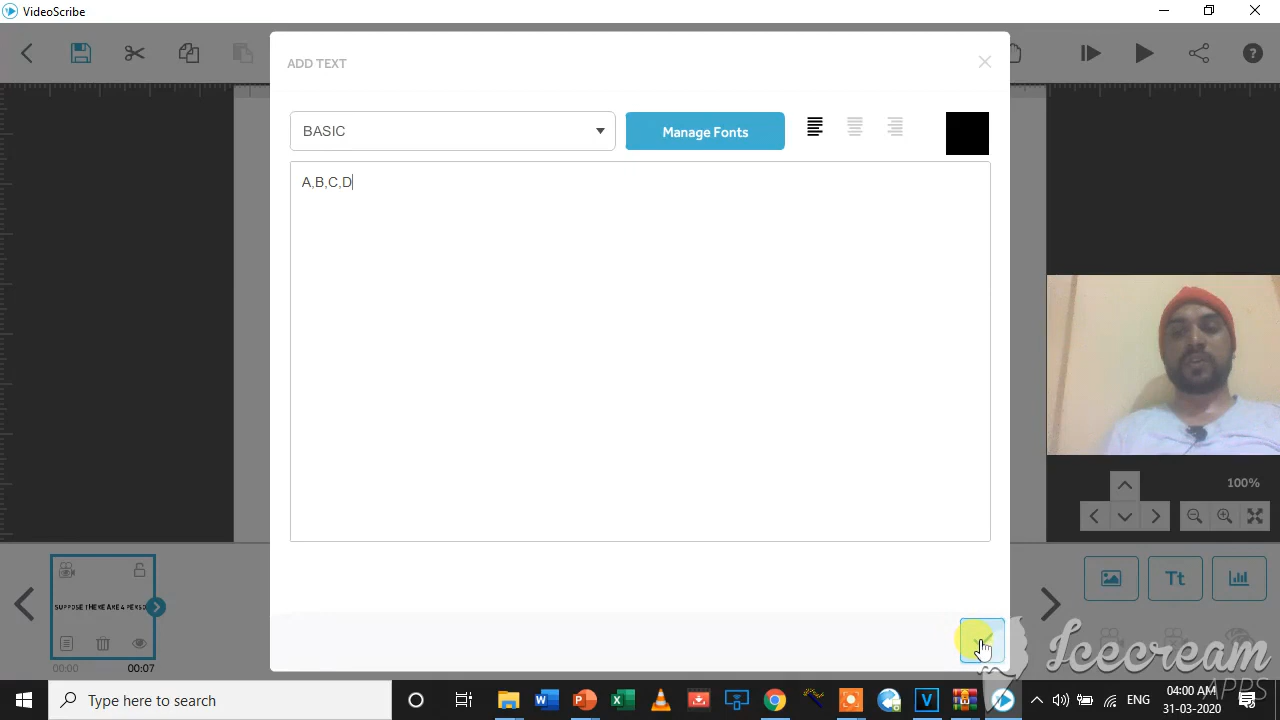 VideoScribe
ADD TEXT
BASIC
Manage Fonts
A,B,C,D
100%
SUPPOSE THERE ARE 4 PERSO
00:00
00:07
Tt
Icecream
APPS
Type here to search
ENG
04:00 AM
31-03-2020